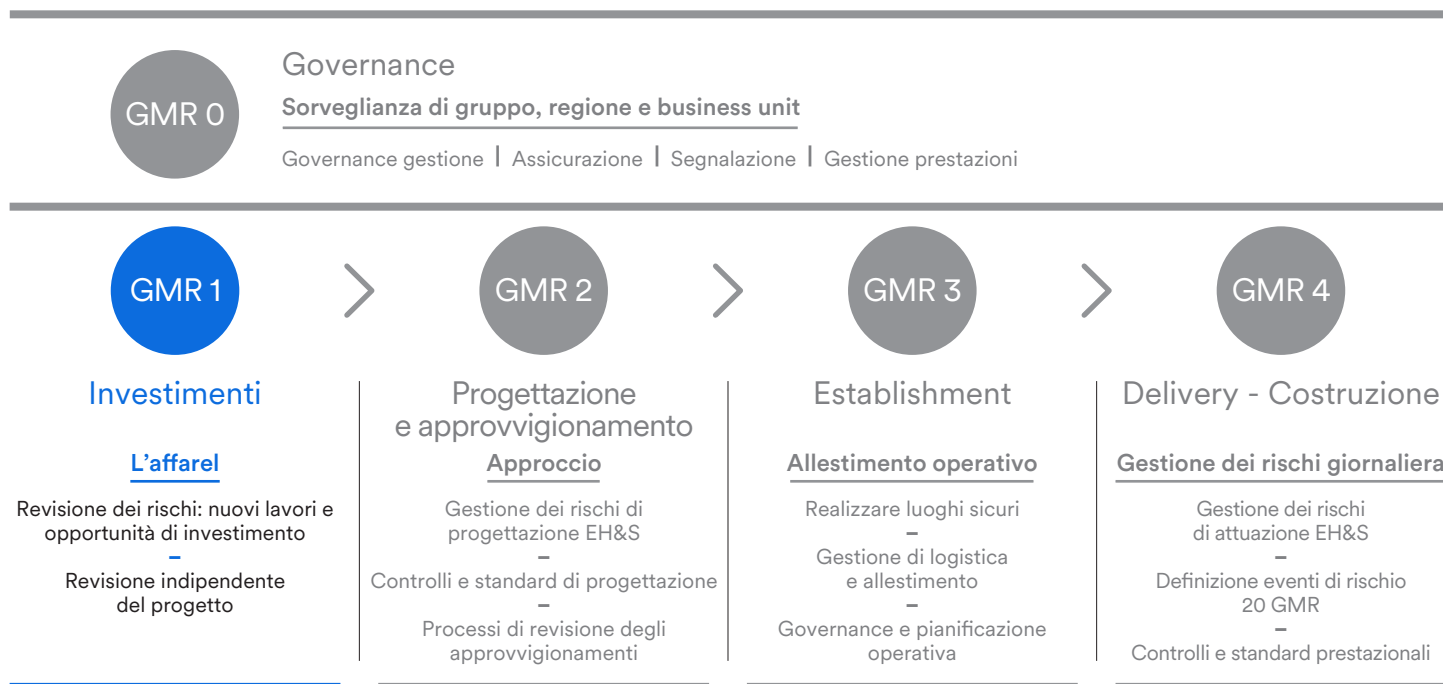 GMR 0
Governance
Sorveglianza di gruppo, regione e business unit
Governance gestione | Assicurazione | Segnalazione | Gestione prestazioni
GMR 1
GMR 2
GMR 3
GMR 4
Investimenti
L'affarel
Revisione dei rischi: nuovi lavori e
opportunità di investimento
–
Revisione indipendente
del progetto
Progettazione
e approvvigionamento
Approccio
Gestione dei rischi di
progettazione EH&S
–
Controlli e standard di progettazione
–
Processi di revisione degli
approvvigionamenti
Establishment
Allestimento operativo
Realizzare luoghi sicuri
–
Gestione di logistica
e allestimento
–
Governance e pianificazione
operativa
Delivery - Costruzione
Gestione dei rischi giornaliera
Gestione dei rischi
di attuazione EH&S
–
Definizione eventi di rischio
20 GMR
–
Controlli e standard prestazionali